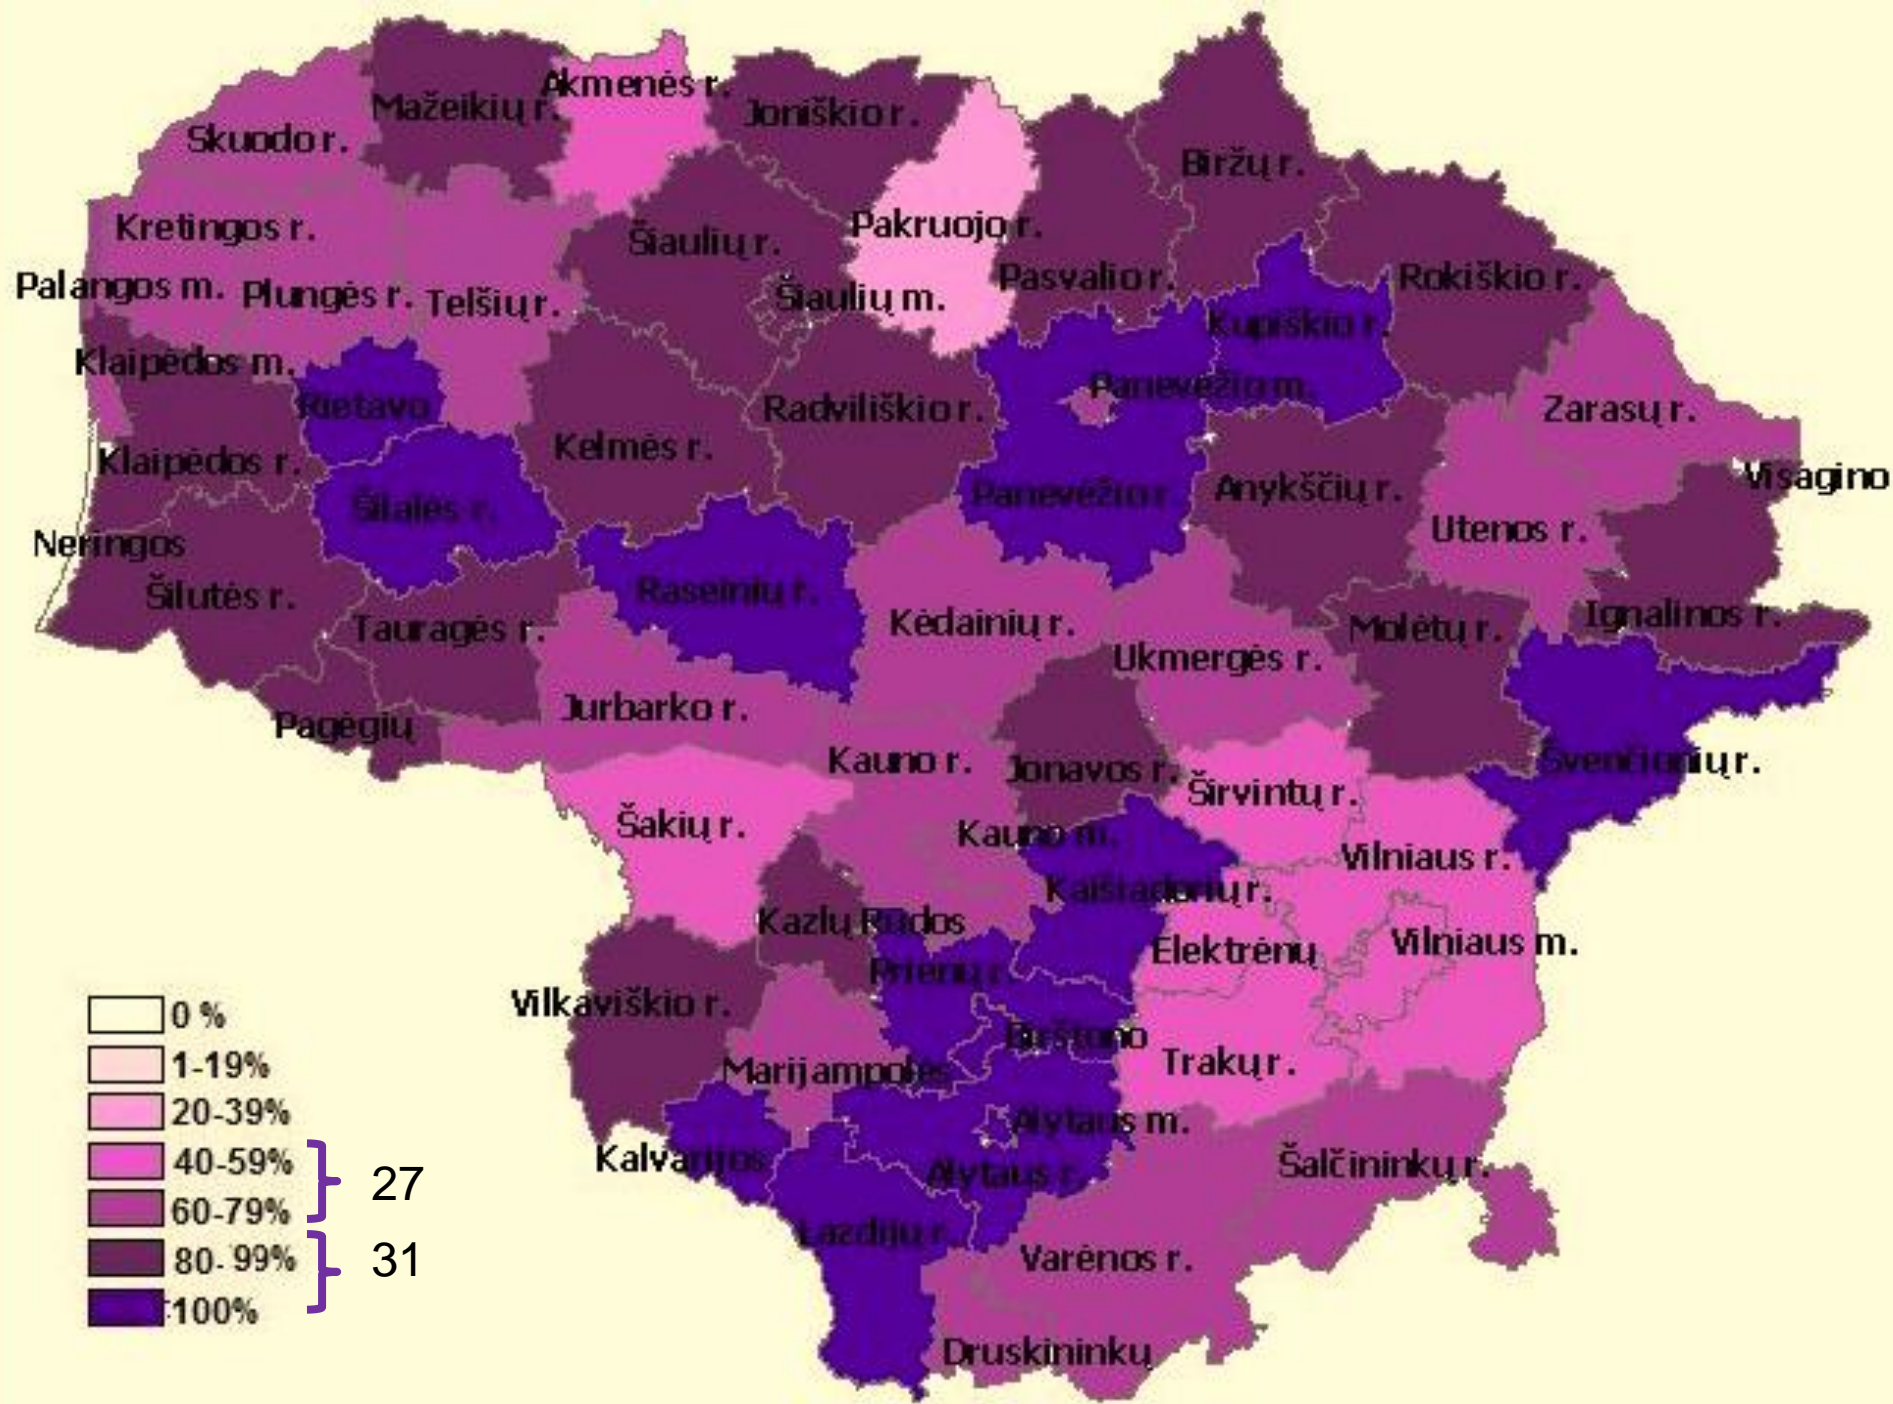 Akmenės r.
Mažeikių r.
Joniškio r.
Skuodo r.
Biržų r.
Kretingos r.
Pakruojo r.
Šiaulių r.
Palangos m.
Plungės r.
Telšių r.
Šiaulių m.
Pasvalio r.
Rokiškio r.
Kupiškio r.
Klaipėdos m.
Panevėžio m.
Rietavo
Radviliškio r.
Zarasų r.
Kelmės r.
Klaipėdos r.
Visagino
Šilalės r.
Panevėžio r.
Anykščių r.
Utenos r.
Neringos
Šilutės r.
Raseinių r.
Tauragės r.
Kėdainių r.
Molėtų r.
Ignalinos r.
Ukmergės r.
Jurbarko r.
Pagėgių
Kauno r.
Jonavos r.
Švenčionių r.
Širvintų r.
Šakių r.
Kauno m.
Vilniaus r.
Kaišiadorių r.
Kazlų Rūdos
Elektrėnų
Vilniaus m.
Prienų r.
Vilkaviškio r.
Birštono
Marijampolės
Trakų r.
Alytaus m.
Kalvarijos
Alytaus r.
Šalčininkų r.
Lazdijų r.
Varėnos r.
Druskininkų
0 %
1-19%
20-39%
40-59%
60-79%
27
80- 99%
100%
31